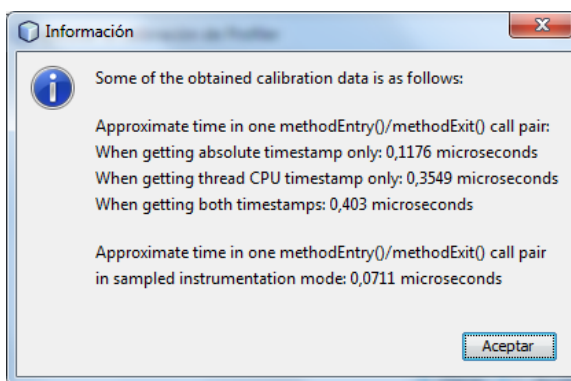 Información
Some of the obtained calibration data is as follows:
Approximate time in one methodEntry()/methodExit() call pair:
When getting absolute timestamp only: 0,1176 microseconds
When getting thread CPU timestamp only: 0,3549 microseconds
When getting both timestamps: 0,403 microseconds
Approximate time in one methodEntry()/methodExit() call pair
in sampled instrumentation mode: 0,0711 microseconds
Aceptar